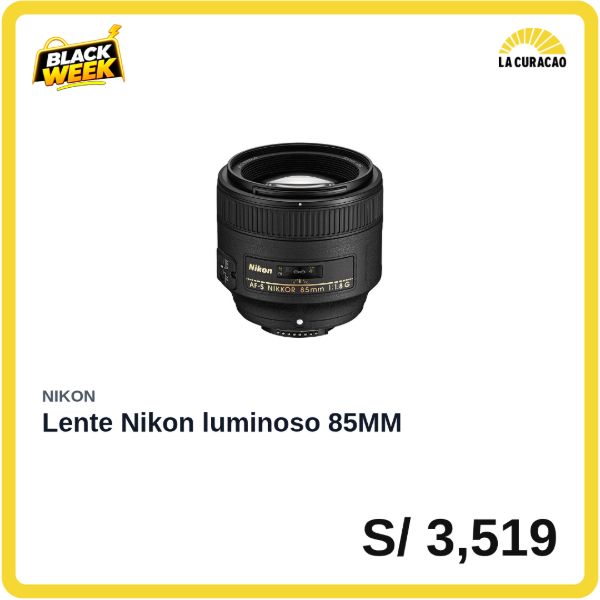 BLACK
WEEK
LA CURACAO
Nikon
AF-S NIKKOR 85mm 1:1.8 G
NIKON
Lente Nikon luminoso 85MM
S/ 3,519